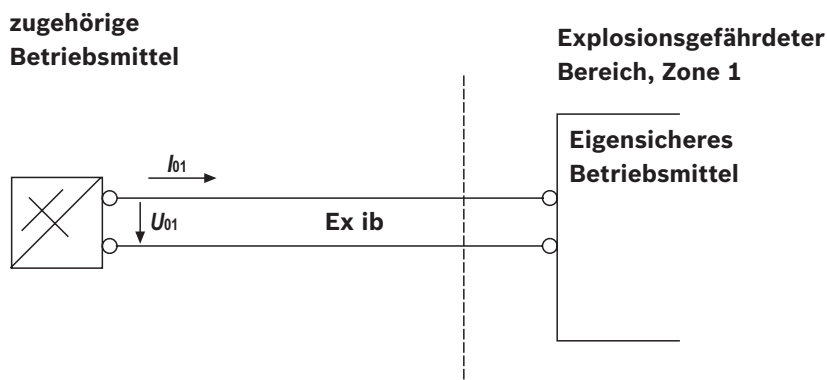 zugehörige
Betriebsmittel
Explosionsgefährdeter
Bereich, Zone 1
Eigensicheres
Betriebsmittel
I01
U01
Ex ib